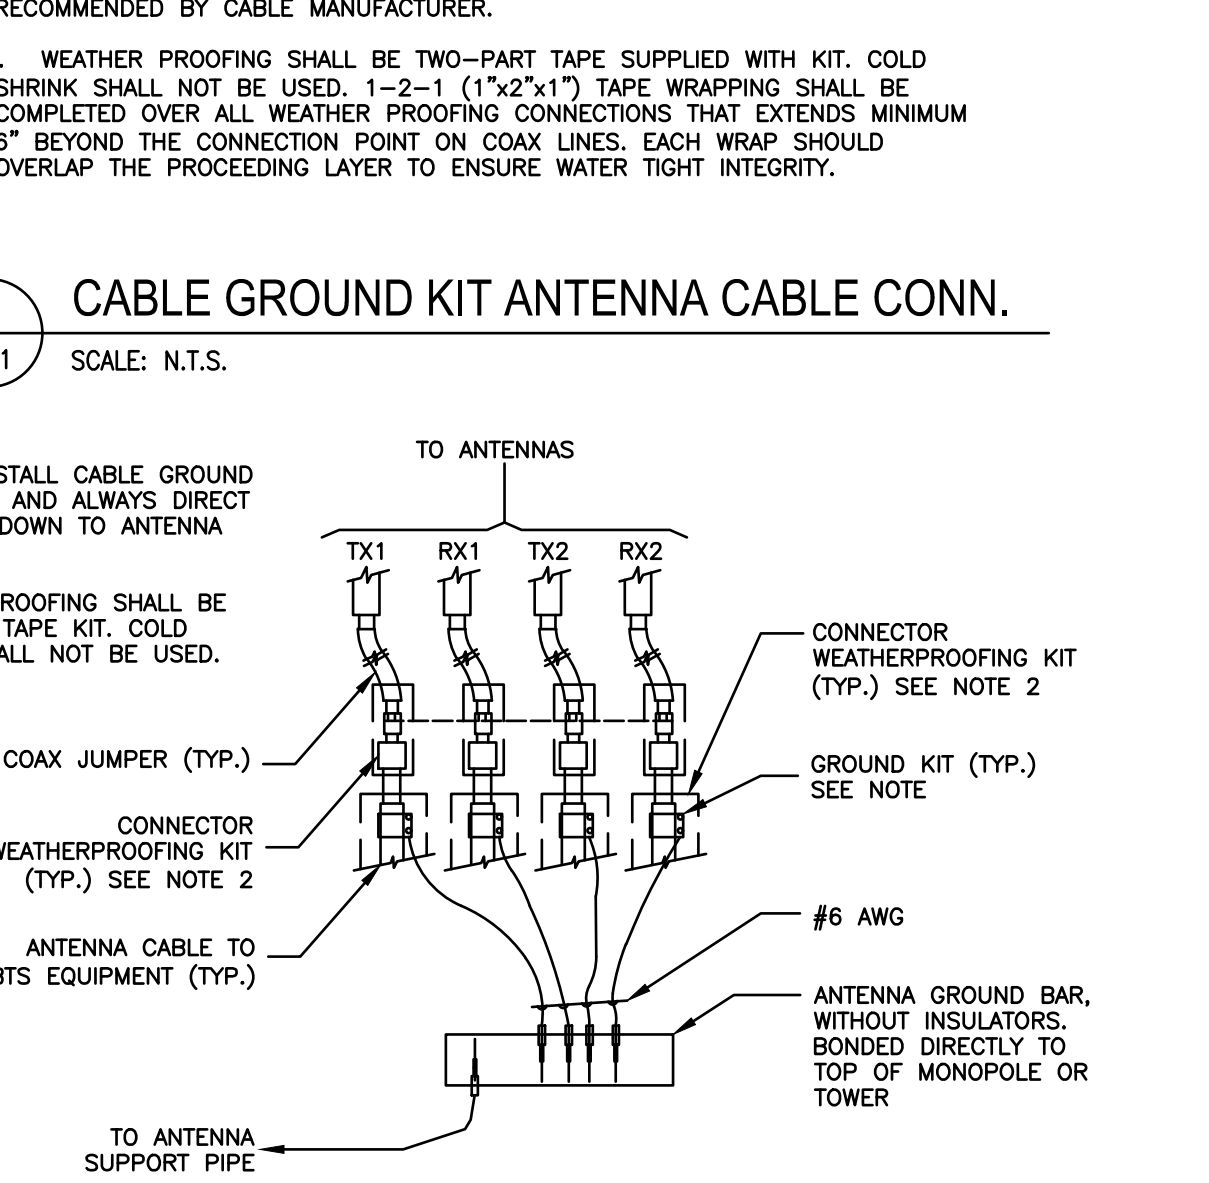 RECOMMENDED BY CABLE MANUFACTURER.
. WEATHER PROOFING SHALL BE TWO-PART TAPE SUPPLIED WITH KIT. COLD
SHRINK SHALL NOT BE USED. 1-2-1 (1"x2"x1") TAPE WRAPPING SHALL BE
COMPLETED OVER ALL WEATHER PROOFING CONNECTIONS THAT EXTENDS MINIMUM
6" BEYOND THE CONNECTION POINT ON COAX LINES. EACH WRAP SHOULD
OVERLAP THE PROCEEDING LAYER TO ENSURE WATER TIGHT INTEGRITY.
CABLE GROUND KIT ANTENNA CABLE CONN.
1
SCALE: N.T.S.
STALL CABLE GROUND
AND ALWAYS DIRECT
DOWN TO ANTENNA
ROOFING SHALL BE
TAPE KIT. COLD
ALL NOT BE USED.
TO ANTENNAS
TX1 RX1 TX2 RX2
COAX JUMPER (TYP.)
CONNECTOR
WEATHERPROOFING KIT
(TYP.) SEE NOTE 2
ANTENNA CABLE TO
BTS EQUIPMENT (TYP.)
CONNECTOR
WEATHERPROOFING KIT
(TYP.) SEE NOTE 2
GROUND KIT (TYP.)
SEE NOTE
#6 AWG
ANTENNA GROUND BAR,
WITHOUT INSULATORS.
BONDED DIRECTLY TO
TOP OF MONOPOLE OR
TOWER
TO ANTENNA
SUPPORT PIPE